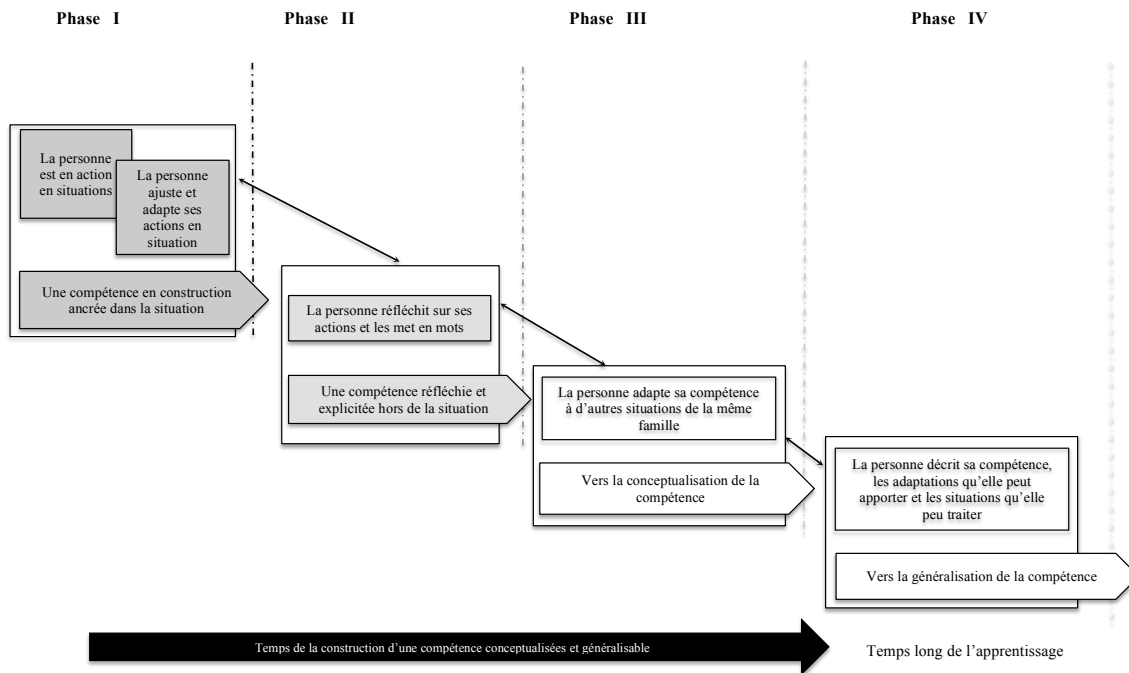 Phase I
Phase II
Phase III
Phase IV
La personne
est en action
en situations
La personne
ajuste et
adapte ses
actions en
situation
Une compétence en construction
ancrée dans la situation
La personne réfléchit sur ses
actions et les met en mots
Une compétence réfléchie et
explicitée hors de la situation
La personne adapte sa compétence
à d'autres situations de la même
famille
Vers la conceptualisation de la
compétence
La personne décrit sa compétence,
les adaptations qu'elle peut
apporter et les situations qu'elle
peu traiter
Vers la généralisation de la compétence
Temps de la construction d'une compétence conceptualisées et généralisable
Temps long de l'apprentissage